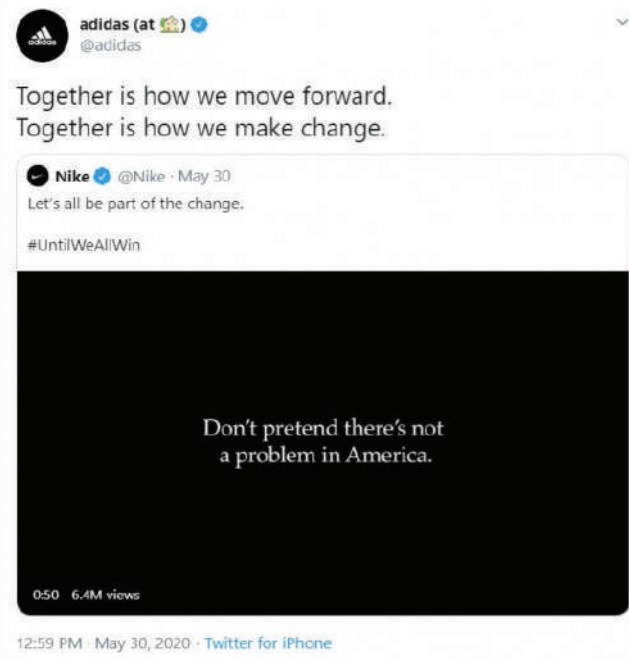 adidas (at 🏡)
@adidas
adidas
Together is how we move forward.
Together is how we make change.
Nike @Nike · May 30
Let's all be part of the change.
#UntilWeAllWin
Don't pretend there's not
a problem in America.
0:50 6.4M views
12:59 PM · May 30, 2020 · Twitter for iPhone